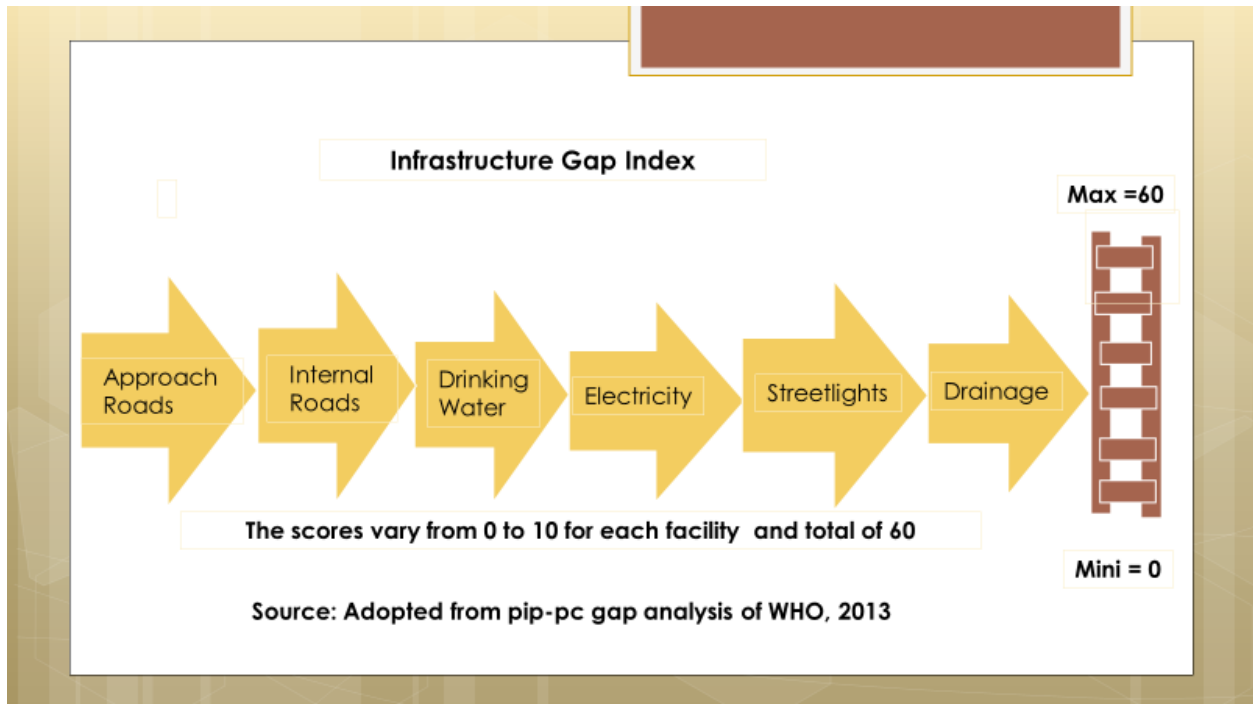 Infrastructure Gap Index
Max =60
Approach
Roads
Internal
Roads
Drinking
Water
Electricity
Streetlights
Drainage
The scores vary from 0 to 10 for each facility and total of 60
Mini = 0
Source: Adopted from pip-pc gap analysis of WHO, 2013